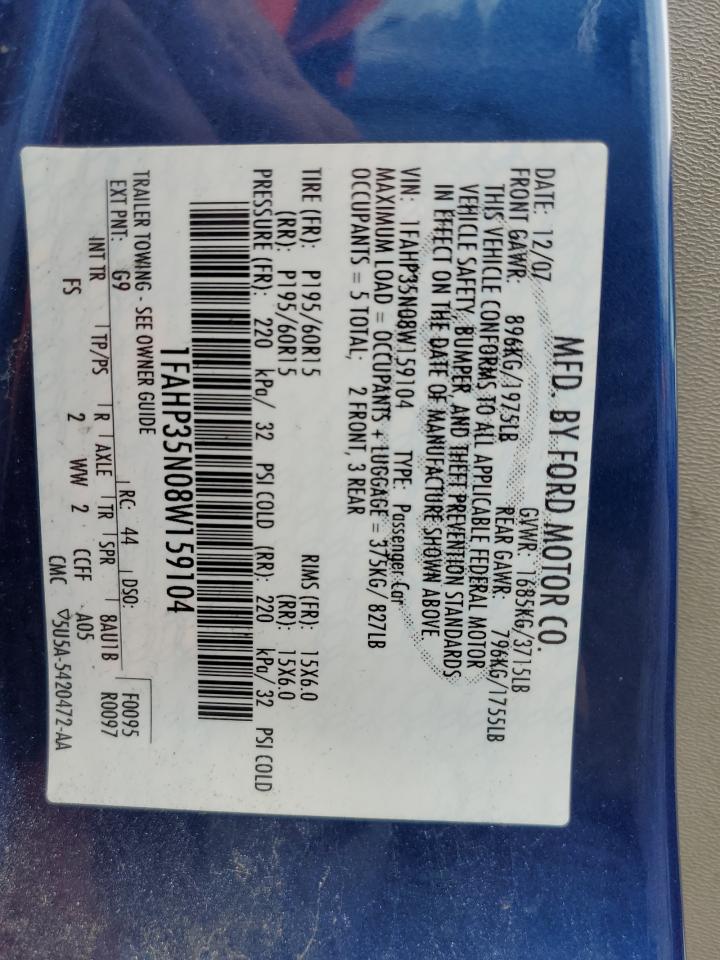 MFD. BY FORD MOTOR CO.
DATE: 12/07 GVWR: 1685KG/3715LB
FRONT GAWR: 896KG/1975LB REAR GAWR: 796KG/1755LB
THIS VEHICLE CONFORMS TO ALL APPLICABLE FEDERAL MOTOR
VEHICLE SAFETY, BUMPER, AND THEFT PREVENTION STANDARDS
IN EFFECT ON THE DATE OF MANUFACTURE SHOWN ABOVE.
VIN: 1FAHP35N08W159104 TYPE: Passenger Car
MAXIMUM LOAD = OCCUPANTS + LUGGAGE = 375KG/ 827LB
OCCUPANTS = 5 TOTAL; 2 FRONT, 3 REAR
TIRE (FR): P195/60R15 RIMS (FR): 15X6.0
(RR): P195/60R15 (RR): 15X6.0
PRESSURE (FR): 220 kPa/ 32 PSI COLD (RR): 220 kPa/ 32 PSI COLD
1FAHP35N08W159104
TRAILER TOWING - SEE OWNER GUIDE
F0095
EXT PNT: G9 RC: 44 DSO: R0097
INT TR TP/PS R AXLE TR SPR 8AU1B
FS 2 WW 2 CCFF A05
CMC ▽5U5A-5420472-AA